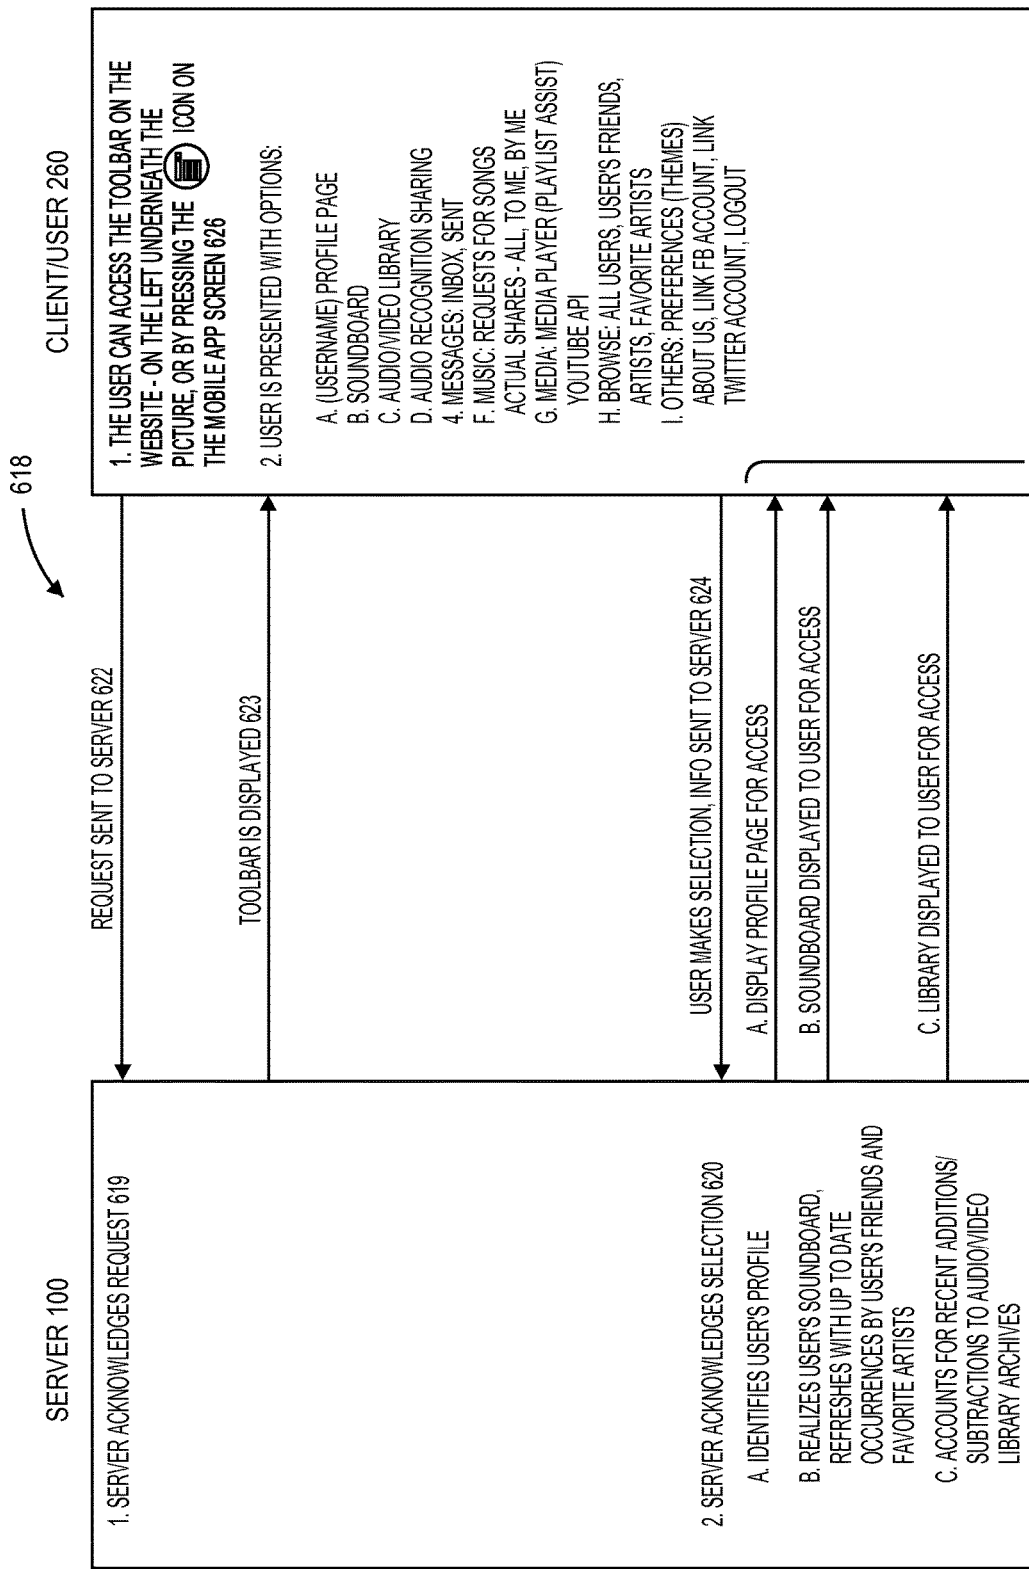 618
SERVER 100
CLIENT/USER 260
1. SERVER ACKNOWLEDGES REQUEST 619
2. SERVER ACKNOWLEDGES SELECTION 620
A. IDENTIFIES USER'S PROFILE
B. REALIZES USER'S SOUNDBOARD,
REFRESHES WITH UP TO DATE
OCCURRENCES BY USER'S FRIENDS AND
FAVORITE ARTISTS
C. ACCOUNTS FOR RECENT ADDITIONS/
SUBTRACTIONS TO AUDIO/VIDEO
LIBRARY ARCHIVES
REQUEST SENT TO SERVER 622
TOOLBAR IS DISPLAYED 623
USER MAKES SELECTION, INFO SENT TO SERVER 624
A. DISPLAY PROFILE PAGE FOR ACCESS
B. SOUNDBOARD DISPLAYED TO USER FOR ACCESS
C. LIBRARY DISPLAYED TO USER FOR ACCESS
1. THE USER CAN ACCESS THE TOOLBAR ON THE
WEBSITE - ON THE LEFT UNDERNEATH THE
PICTURE, OR BY PRESSING THE ICON ON
THE MOBILE APP SCREEN 626
2. USER IS PRESENTED WITH OPTIONS:
A. (USERNAME) PROFILE PAGE
B. SOUNDBOARD
C. AUDIO/VIDEO LIBRARY
D. AUDIO RECOGNITION SHARING
4. MESSAGES: INBOX, SENT
F. MUSIC: REQUESTS FOR SONGS
ACTUAL SHARES - ALL, TO ME, BY ME
G. MEDIA: MEDIA PLAYER (PLAYLIST ASSIST)
YOUTUBE API
H. BROWSE: ALL USERS, USER'S FRIENDS,
ARTISTS, FAVORITE ARTISTS
I. OTHERS: PREFERENCES (THEMES)
ABOUT US, LINK FB ACCOUNT, LINK
TWITTER ACCOUNT, LOGOUT